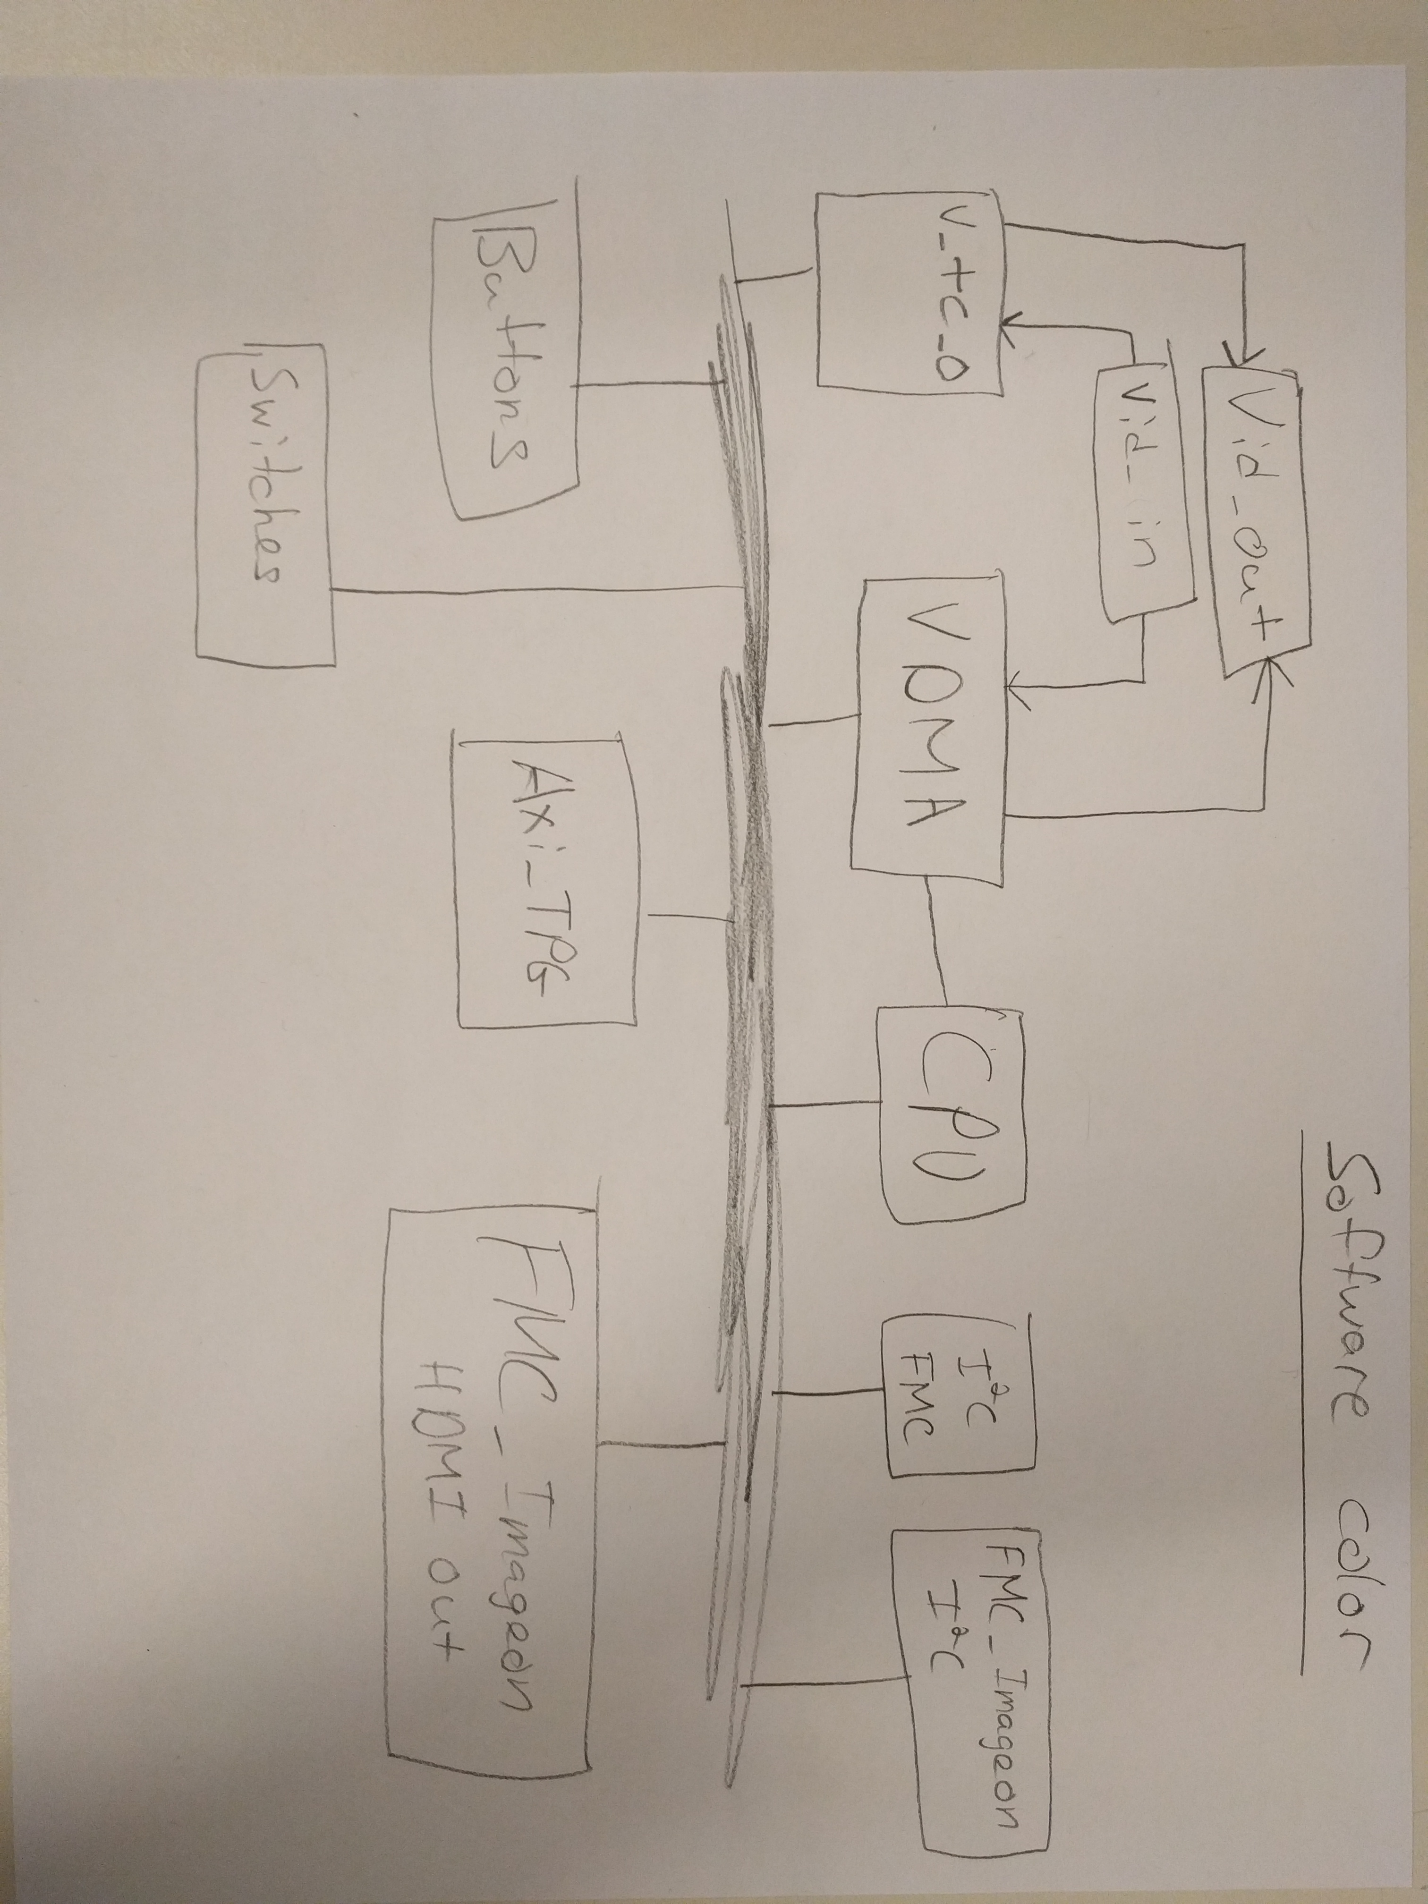 Software color
Vid_out
Vid_in
V_tc_0
VDMA
CPU
I²C
FMC
FMC_Imageon
I²C
Buttons
Switches
Axi_TPG
FMC_Imageon
HDMI out